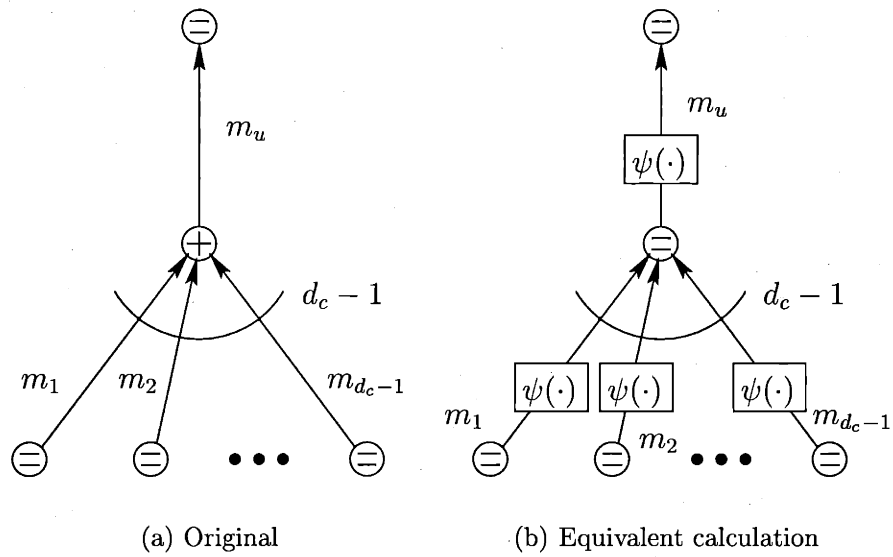 = =
m_u m_u
ψ(·)
+ =
d_c − 1 d_c − 1
m_1 m_2 m_{d_c−1} ψ(·) ψ(·) ψ(·)
m_1 m_2 m_{d_c−1}
= = = = = =
(a) Original (b) Equivalent calculation